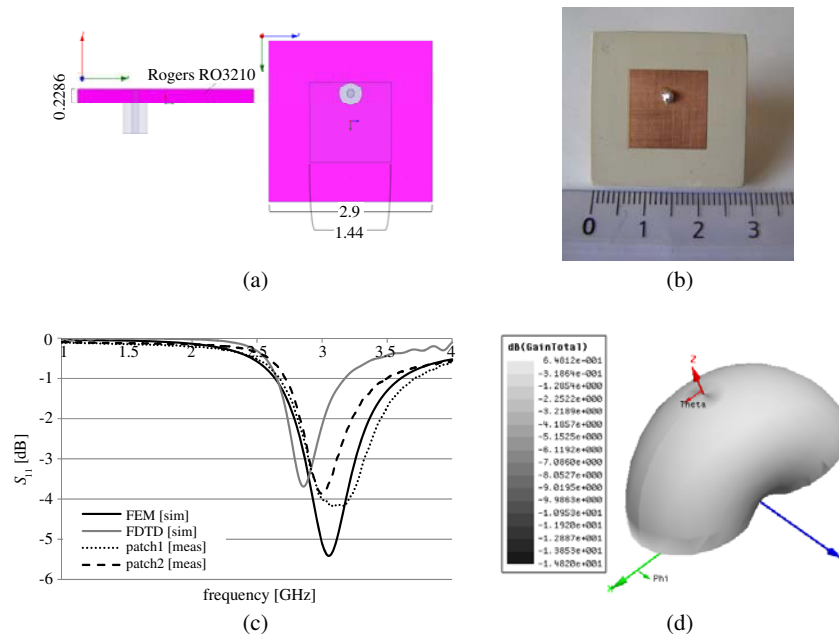 Rogers RO3210
0.2286
2.9
1.44
(a)
0 1 2 3
(b)
0
-1
-2
-3
-4
-5
-6
1 1.5 2 2.5 3 3.5 4
S11 [dB]
FEM [sim]
FDTD [sim]
patch1 [meas]
patch2 [meas]
frequency [GHz]
(c)
dB(GainTotal)
6.4012e-001
-3.1864e-001
-1.2854e+000
-2.2522e+000
-3.2189e+000
-4.1857e+000
-5.1525e+000
-6.1192e+000
-7.0860e+000
-8.0527e+000
-9.0195e+000
-9.9863e+000
-1.0953e+001
-1.1920e+001
-1.2887e+001
-1.3853e+001
-1.4820e+001
Z
Theta
X
Phi
(d)